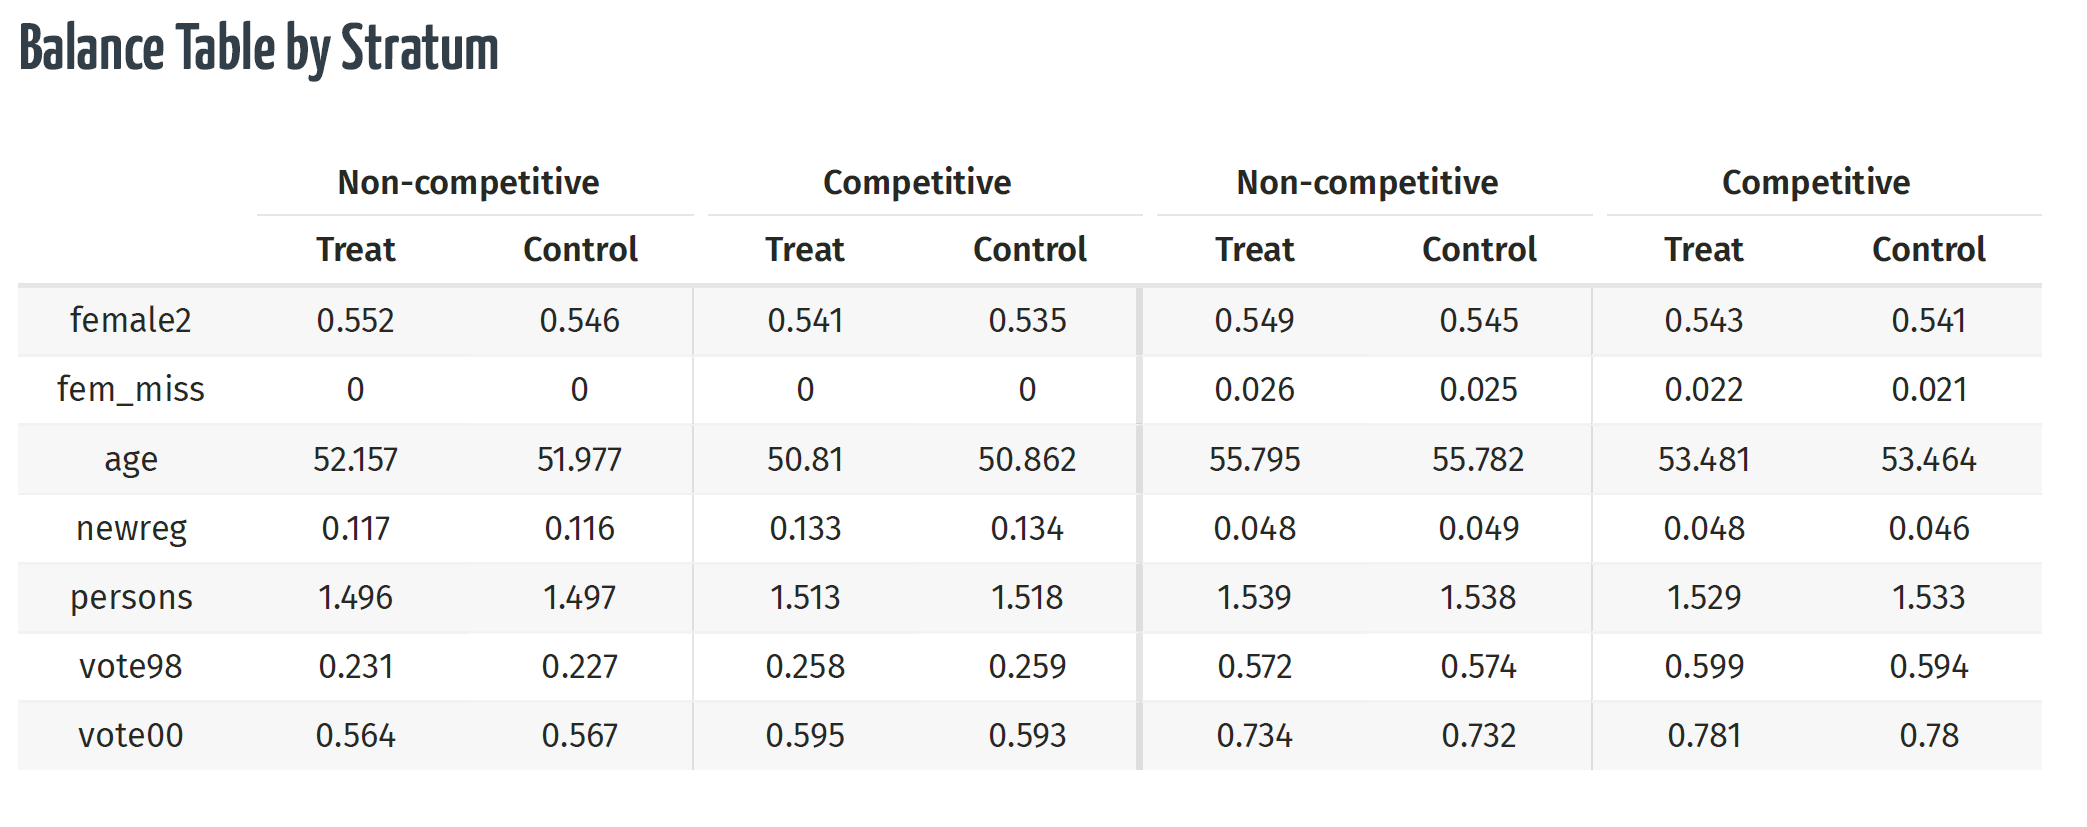 Balance Table by Stratum
Non-competitive Competitive Non-competitive Competitive
Treat Control Treat Control Treat Control Treat Control
female2 0.552 0.546 0.541 0.535 0.549 0.545 0.543 0.541
fem_miss 0 0 0 0 0.026 0.025 0.022 0.021
age 52.157 51.977 50.81 50.862 55.795 55.782 53.481 53.464
newreg 0.117 0.116 0.133 0.134 0.048 0.049 0.048 0.046
persons 1.496 1.497 1.513 1.518 1.539 1.538 1.529 1.533
vote98 0.231 0.227 0.258 0.259 0.572 0.574 0.599 0.594
vote00 0.564 0.567 0.595 0.593 0.734 0.732 0.781 0.78